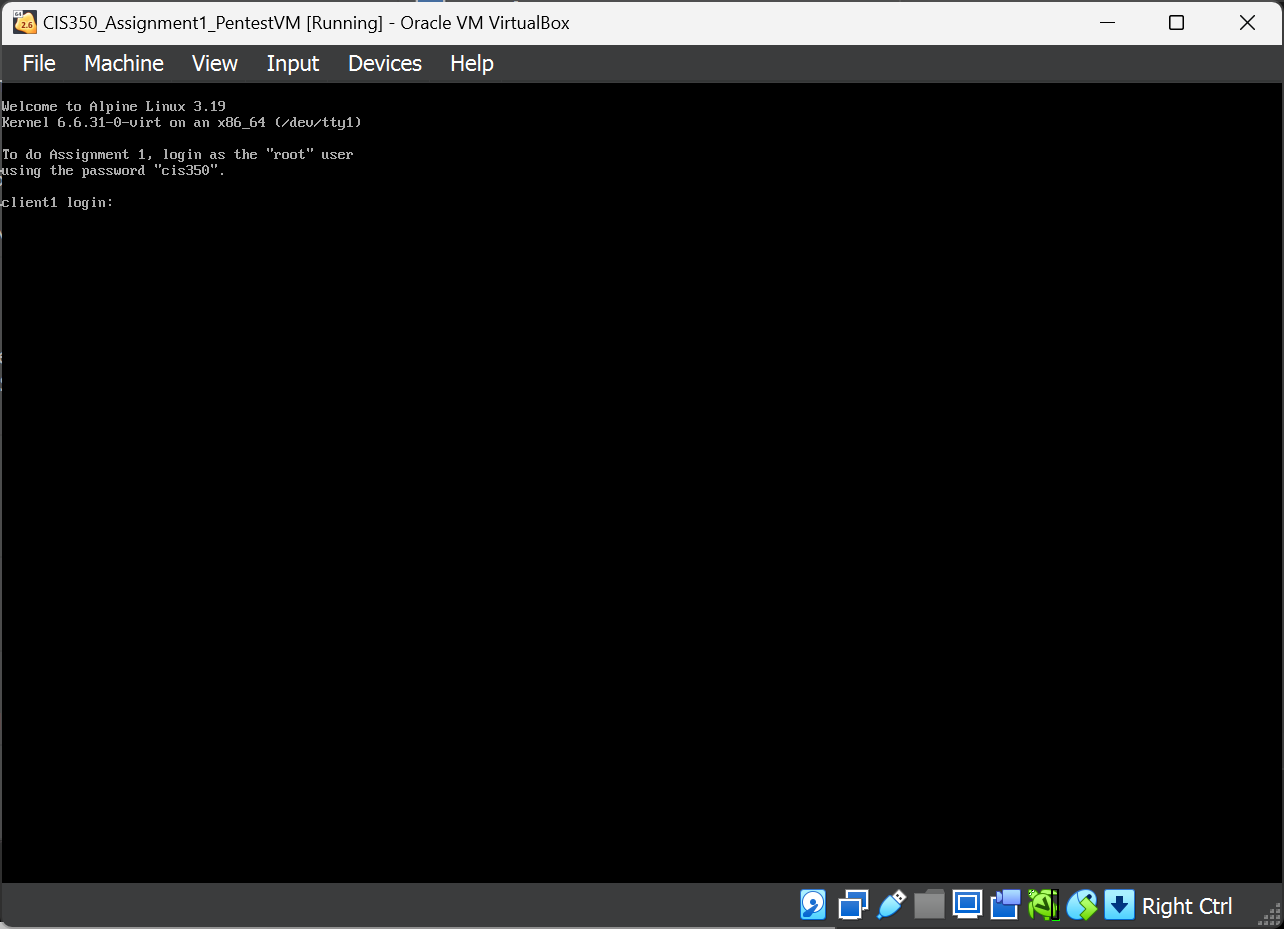 CIS350_Assignment1_PentestVM [Running] - Oracle VM VirtualBox
File Machine View Input Devices Help
Welcome to Alpine Linux 3.19
Kernel 6.6.31-0-virt on an x86_64 (/dev/tty1)
To do Assignment 1, login as the "root" user
using the password "cis350".
client1 login:
Right Ctrl